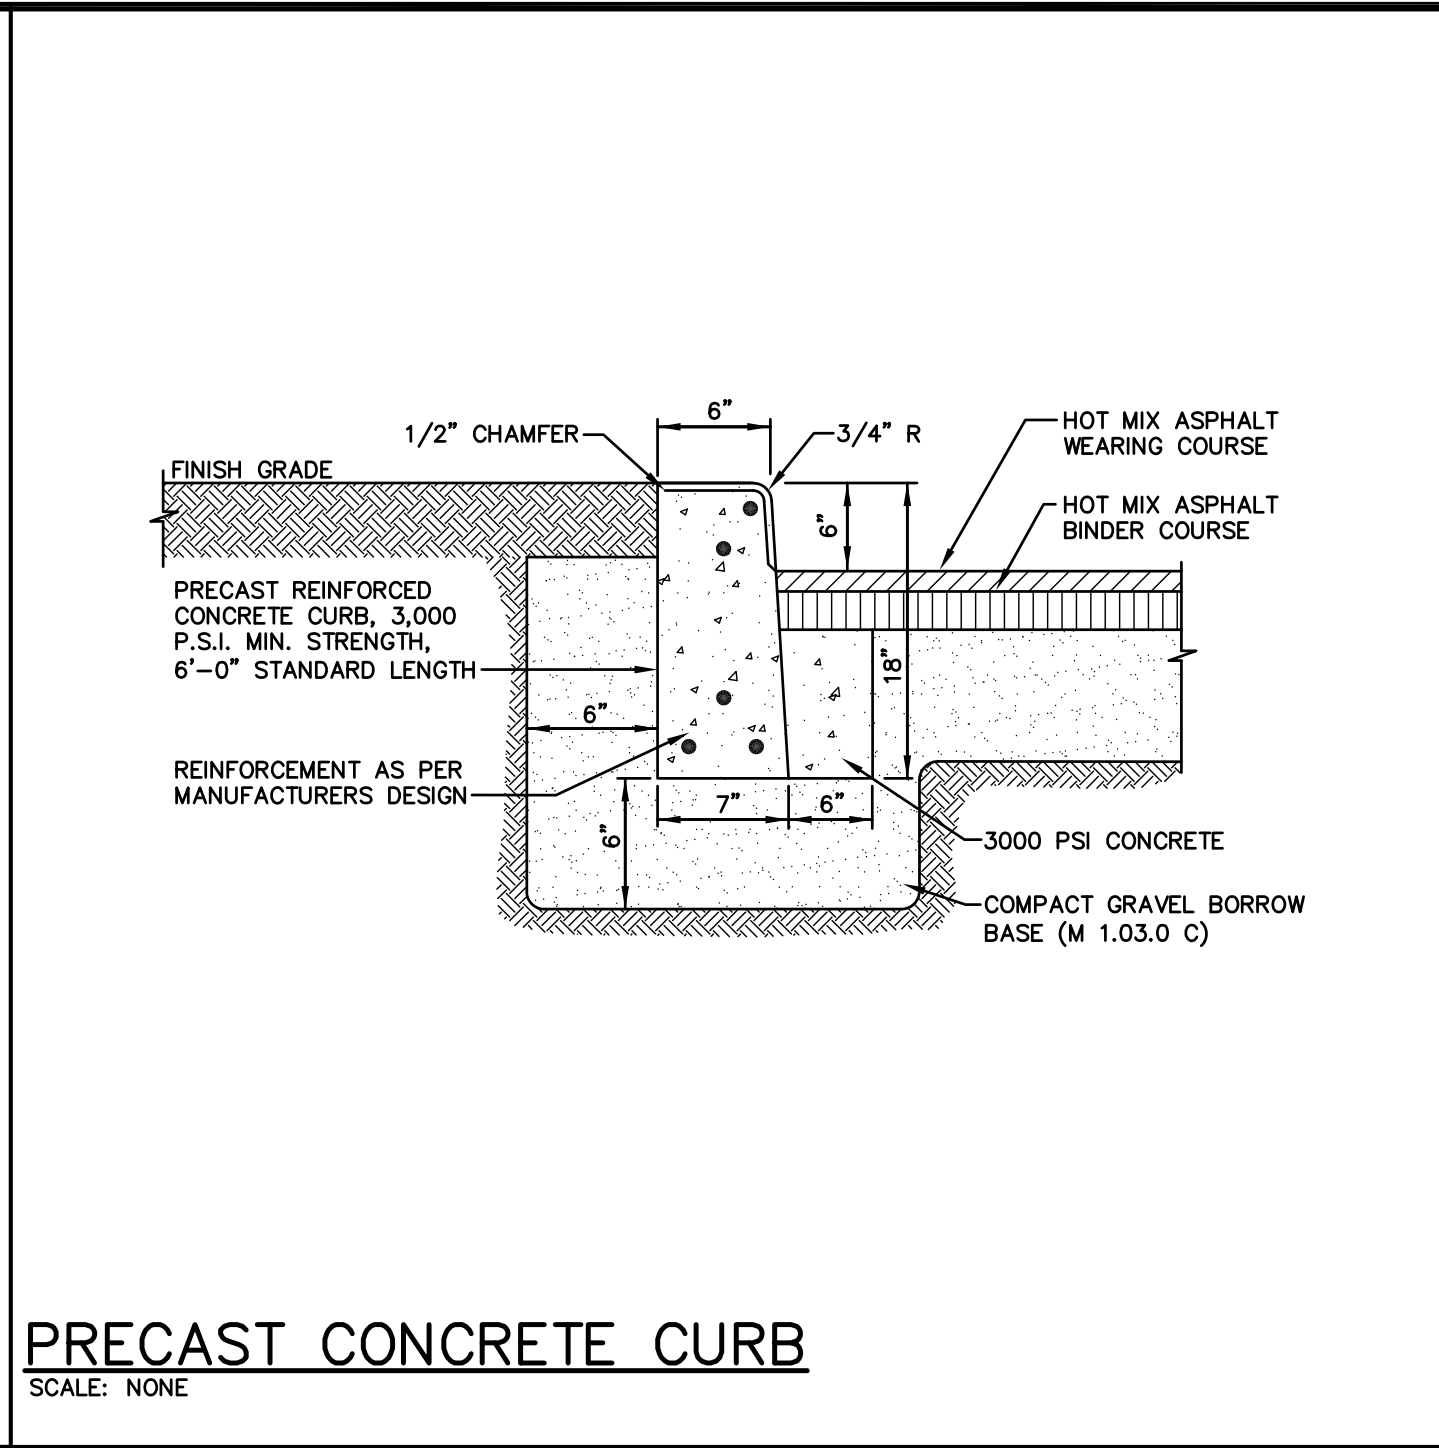 6”
1/2” CHAMFER
3/4” R
HOT MIX ASPHALT
WEARING COURSE
FINISH GRADE
6”
HOT MIX ASPHALT
BINDER COURSE
PRECAST REINFORCED
CONCRETE CURB, 3,000
P.S.I. MIN. STRENGTH,
6’-0” STANDARD LENGTH
18”
6”
REINFORCEMENT AS PER
MANUFACTURERS DESIGN
7”
6”
6”
3000 PSI CONCRETE
COMPACT GRAVEL BORROW
BASE (M 1.03.0 C)
PRECAST CONCRETE CURB
SCALE: NONE